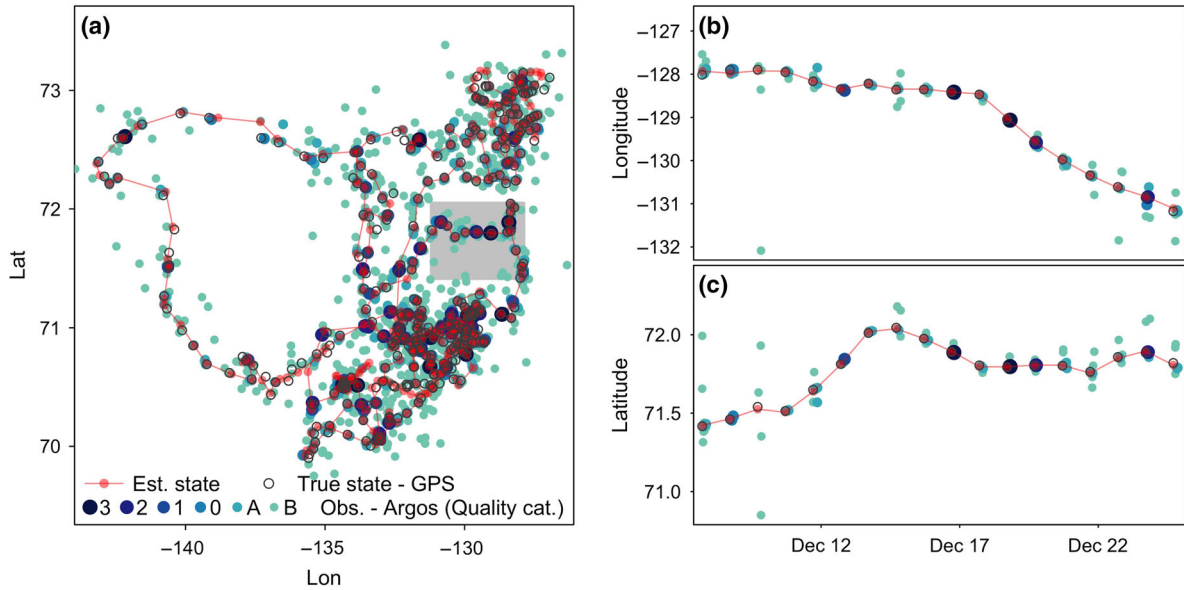 (a)
73
72
71
70
Lat
Est. state
True state - GPS
3 2 1 0 A B Obs. - Argos (Quality cat.)
−140 −135 −130
Lon
(b)
−127
−128
−129
−130
−131
−132
Longitude
(c)
72.0
71.5
71.0
Latitude
Dec 12 Dec 17 Dec 22